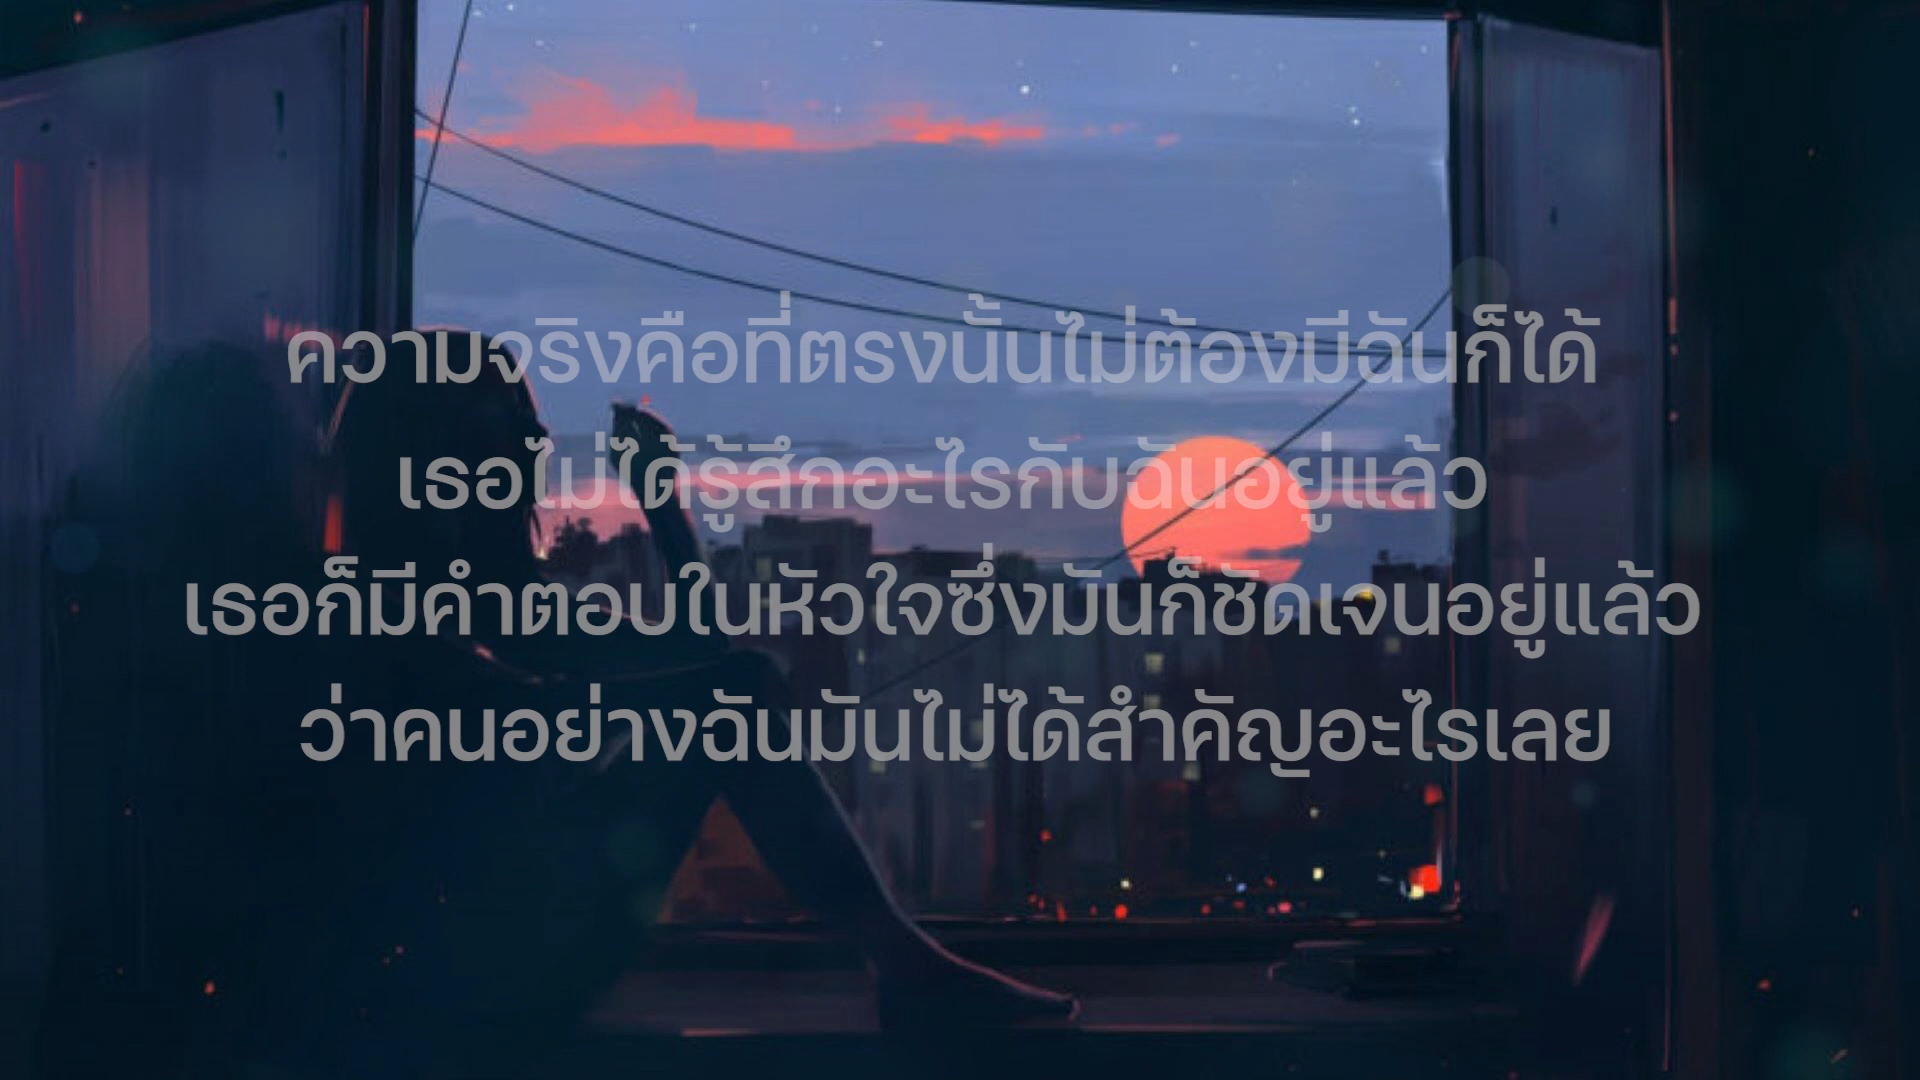 ความจริงคือที่ตรงนั้นไม่ต้องมีฉันก็ได้
เธอไม่ได้รู้สึกอะไรกับฉันอยู่แล้ว
เธอก็มีคำตอบในหัวใจซึ่งมันก็ชัดเจนอยู่แล้ว
ว่าคนอย่างฉันมันไม่ได้สำคัญอะไรเลย